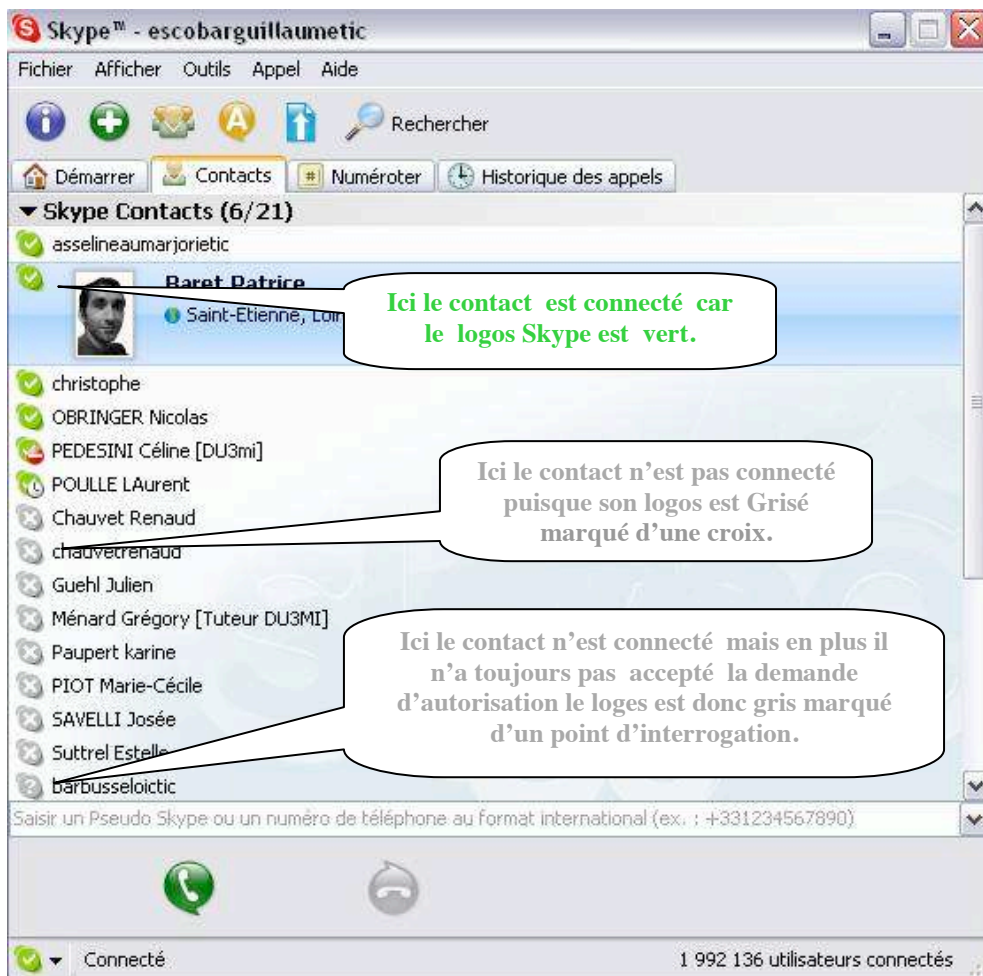 Skype™ - escobarguillaumetic
Fichier Afficher Outils Appel Aide
Rechercher
Démarrer Contacts Numéroter Historique des appels
Skype Contacts (6/21)
asselineaumarjorietic
Baret Patrice
Saint-Etienne,
Ici le contact est connecté car
le logos Skype est vert.
christophe
OBRINGER Nicolas
PEDESINI Céline [DU3mi]
POULLE LAurent
Chauvet Renaud
chauvetrenaud
Guehl Julien
Ménard Grégory [Tuteur DU3MI]
Paupert karine
PIOT Marie-Cécile
SAVELLI Josée
Suttrel Estelle
barbusseloictic
Ici le contact n'est pas connecté
puisque son logos est Grisé
marqué d'une croix.
Ici le contact n'est connecté mais en plus il
n'a toujours pas accepté la demande
d'autorisation le loges est donc gris marqué
d'un point d'interrogation.
Saisir un Pseudo Skype ou un numéro de téléphone au format international (ex. : +331234567890)
Connecté
1 992 136 utilisateurs connectés